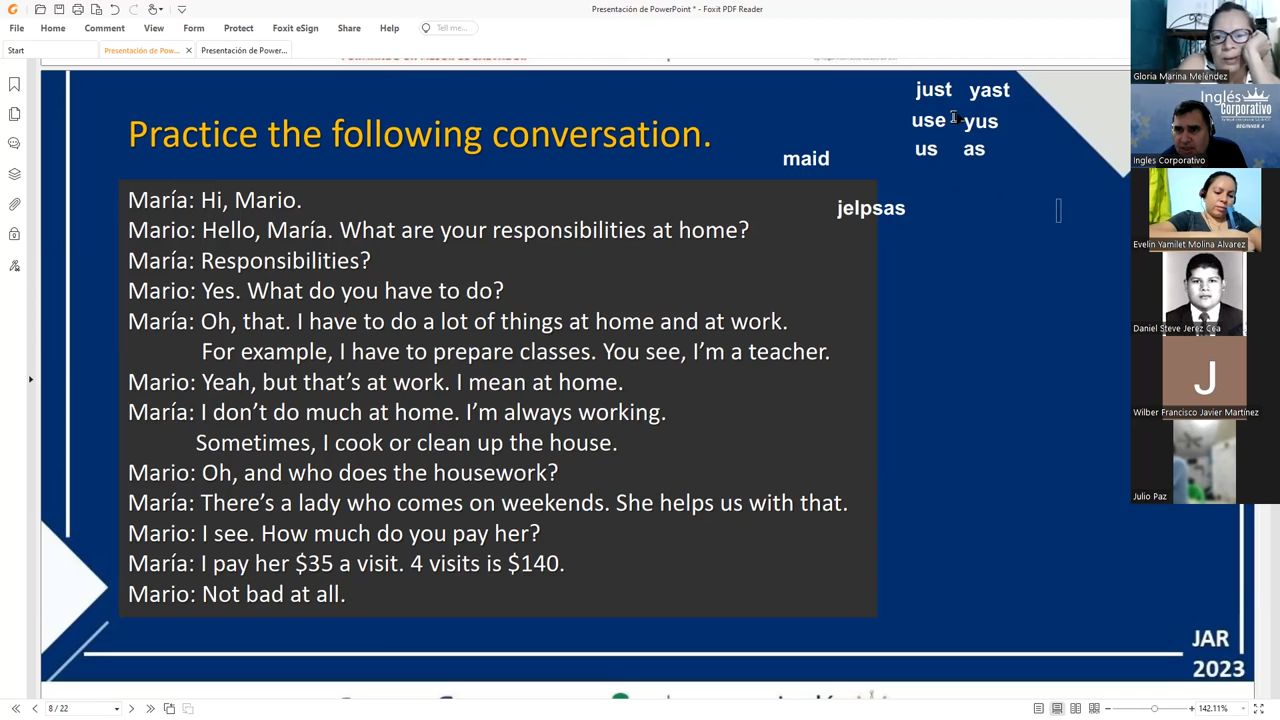 Presentación de PowerPoint * - Foxit PDF Reader
File Home Comment View Form Protect Foxit eSign Share Help Tell me...
Start Presentación de Pow... × Presentación de Power...
just yast
use yus
us as
maid
jelpsas
Practice the following conversation.
María: Hi, Mario.
Mario: Hello, María. What are your responsibilities at home?
María: Responsibilities?
Mario: Yes. What do you have to do?
María: Oh, that. I have to do a lot of things at home and at work.
For example, I have to prepare classes. You see, I'm a teacher.
Mario: Yeah, but that's at work. I mean at home.
María: I don't do much at home. I'm always working.
Sometimes, I cook or clean up the house.
Mario: Oh, and who does the housework?
María: There's a lady who comes on weekends. She helps us with that.
Mario: I see. How much do you pay her?
María: I pay her $35 a visit. 4 visits is $140.
Mario: Not bad at all.
JAR
2023
Gloria Marina Melendez
Inglés
Corporativo
BEGINNER 4
Ingles Corporativo
Evelin Yamilet Molina Alvarez
Daniel Steve Jerez Cea
J
Wilber Francisco Javier Martínez
Julio Paz
8 / 22
142.11%